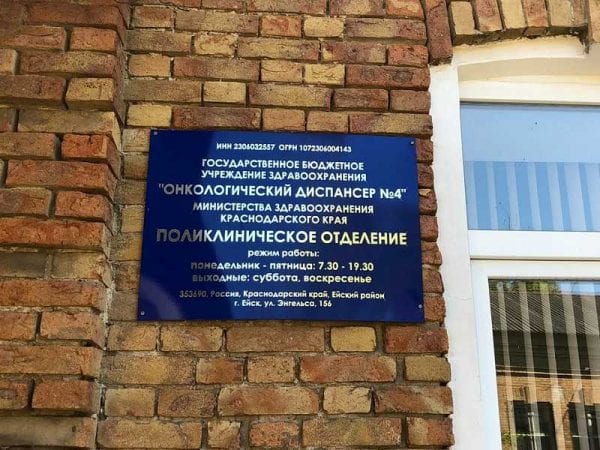 ИНН 2306032557 ОГРН 1072306004143
ГОСУДАРСТВЕННОЕ БЮДЖЕТНОЕ
УЧРЕЖДЕНИЕ ЗДРАВООХРАНЕНИЯ
"ОНКОЛОГИЧЕСКИЙ ДИСПАНСЕР №4"
МИНИСТЕРСТВА ЗДРАВООХРАНЕНИЯ
КРАСНОДАРСКОГО КРАЯ
ПОЛИКЛИНИЧЕСКОЕ ОТДЕЛЕНИЕ
режим работы:
понедельник - пятница: 7.30 - 19.30
выходные: суббота, воскресенье
353690, Россия, Краснодарский край, Ейский район
г. Ейск, ул. Энгельса, 156